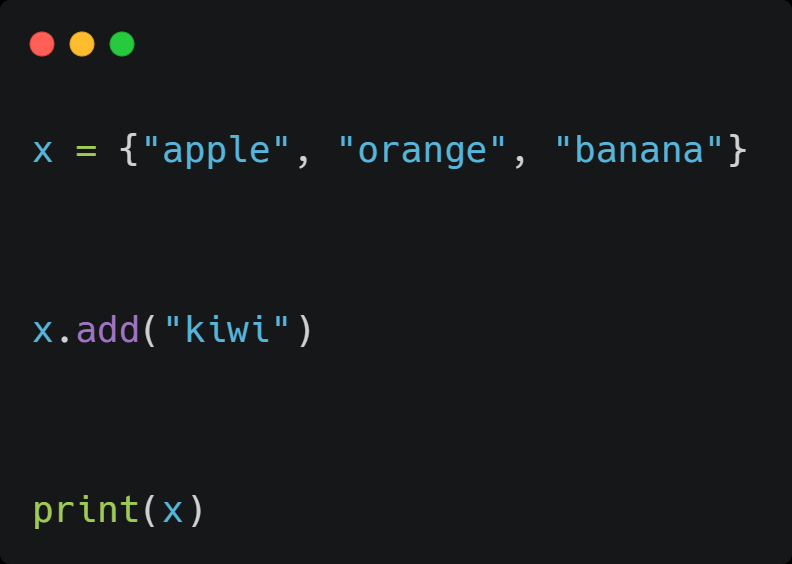 x = {"apple", "orange", "banana"}
x.add("kiwi")
print(x)